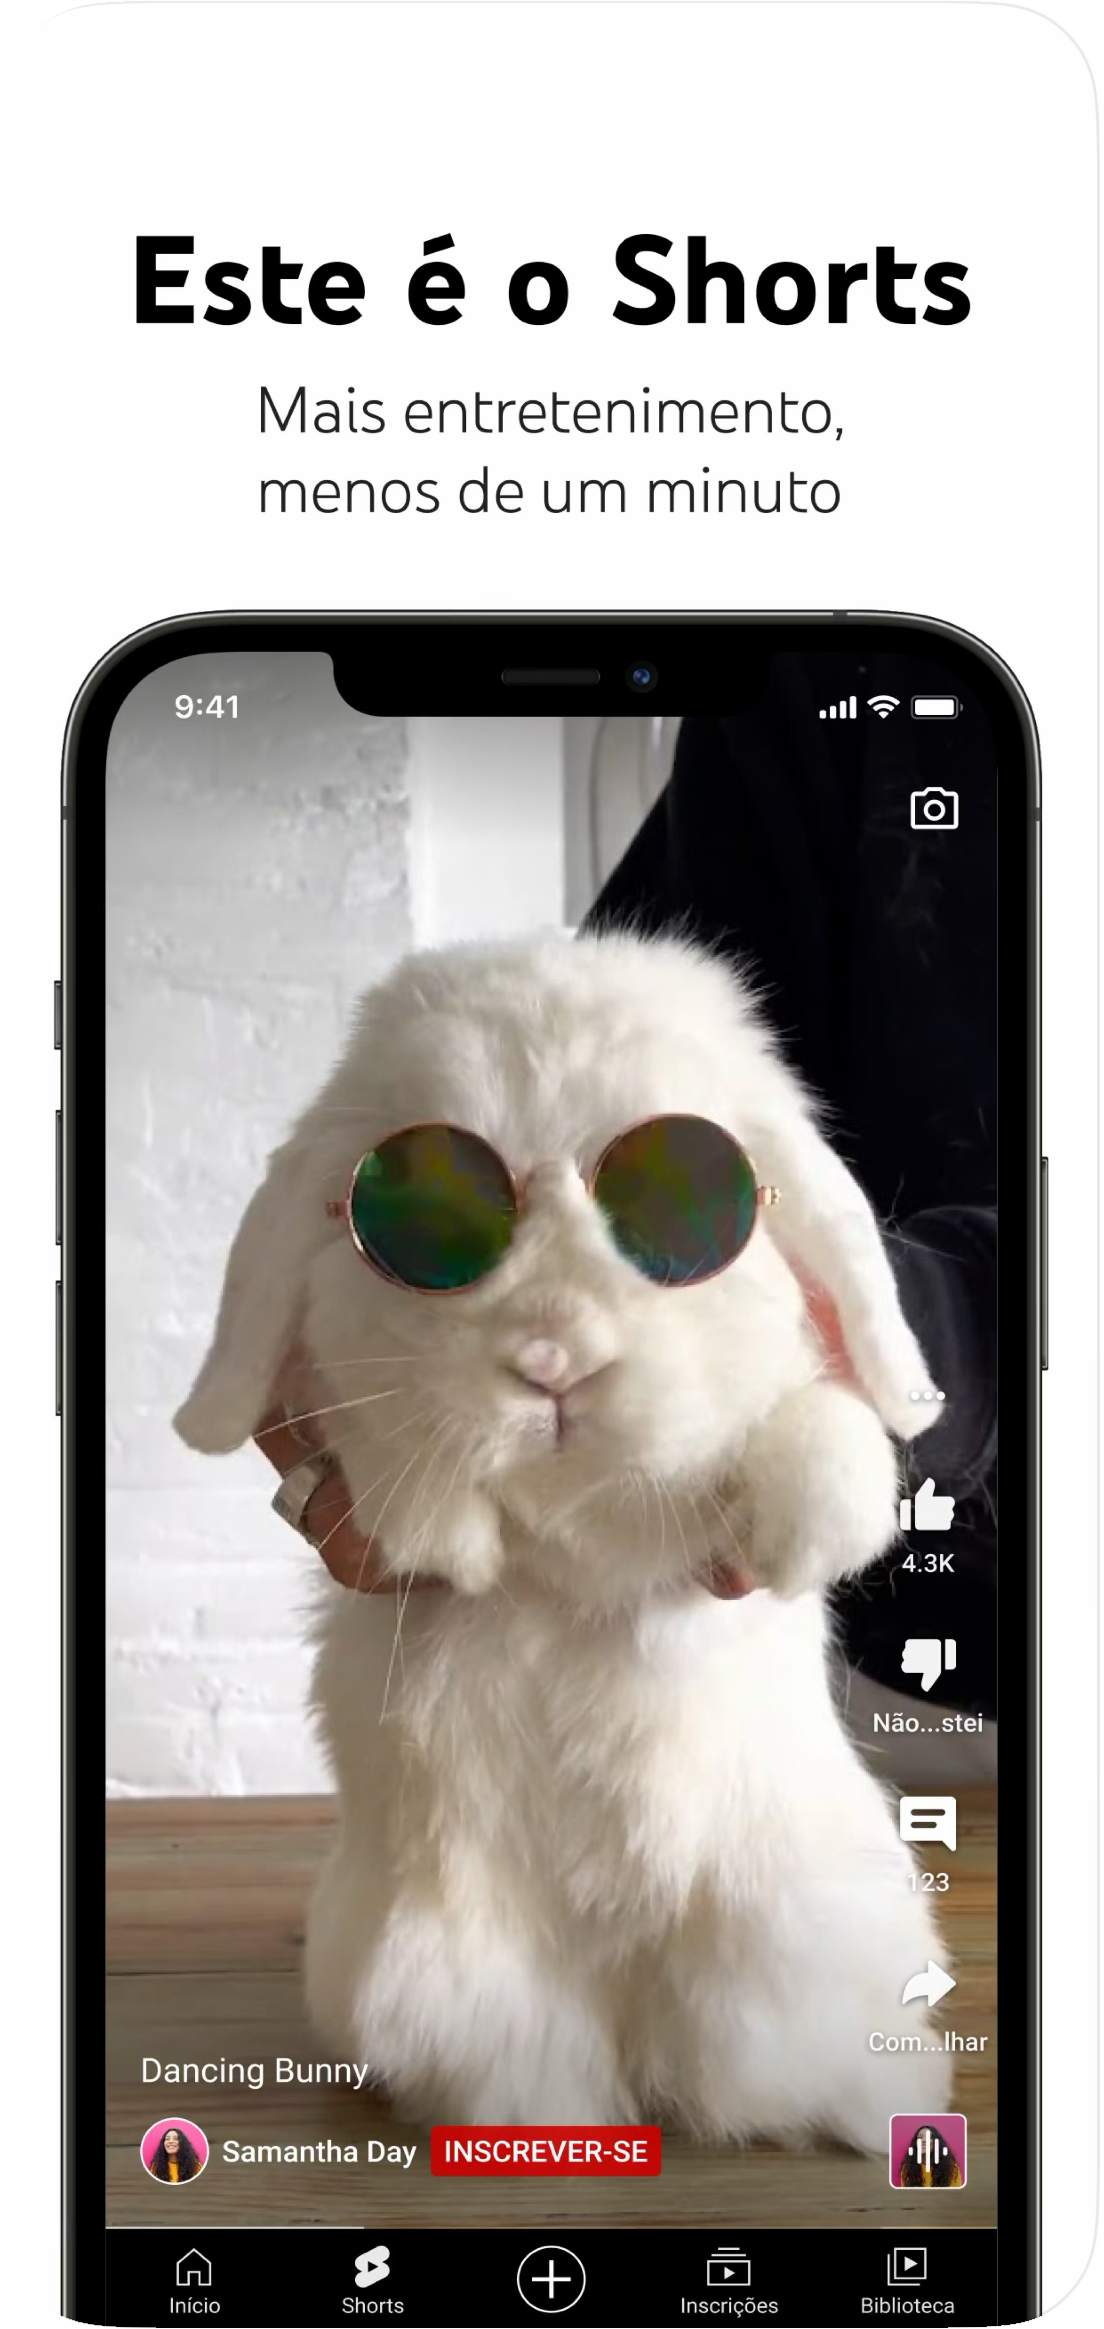 Este é o Shorts
Mais entretenimento,
menos de um minuto
9:41
4.3K
Não...stei
123
Com...lhar
Dancing Bunny
Samantha Day INSCREVER-SE
Início Shorts Inscrições Biblioteca